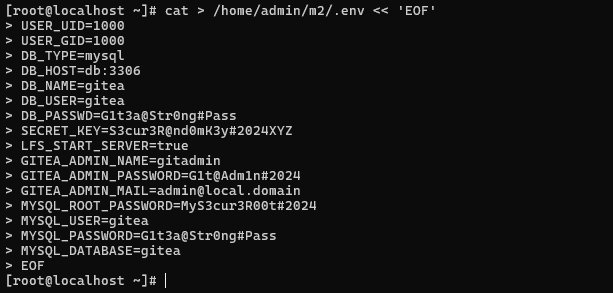 [root@localhost ~]# cat > /home/admin/m2/.env << 'EOF'
> USER_UID=1000
> USER_GID=1000
> DB_TYPE=mysql
> DB_HOST=db:3306
> DB_NAME=gitea
> DB_USER=gitea
> DB_PASSWD=G1t3a@Str0ng#Pass
> SECRET_KEY=S3cur3R@nd0mK3y#2024XYZ
> LFS_START_SERVER=true
> GITEA_ADMIN_NAME=gitadmin
> GITEA_ADMIN_PASSWORD=G1t@Adm1n#2024
> GITEA_ADMIN_MAIL=admin@local.domain
> MYSQL_ROOT_PASSWORD=MyS3cur3R00t#2024
> MYSQL_USER=gitea
> MYSQL_PASSWORD=G1t3a@Str0ng#Pass
> MYSQL_DATABASE=gitea
> EOF
[root@localhost ~]#